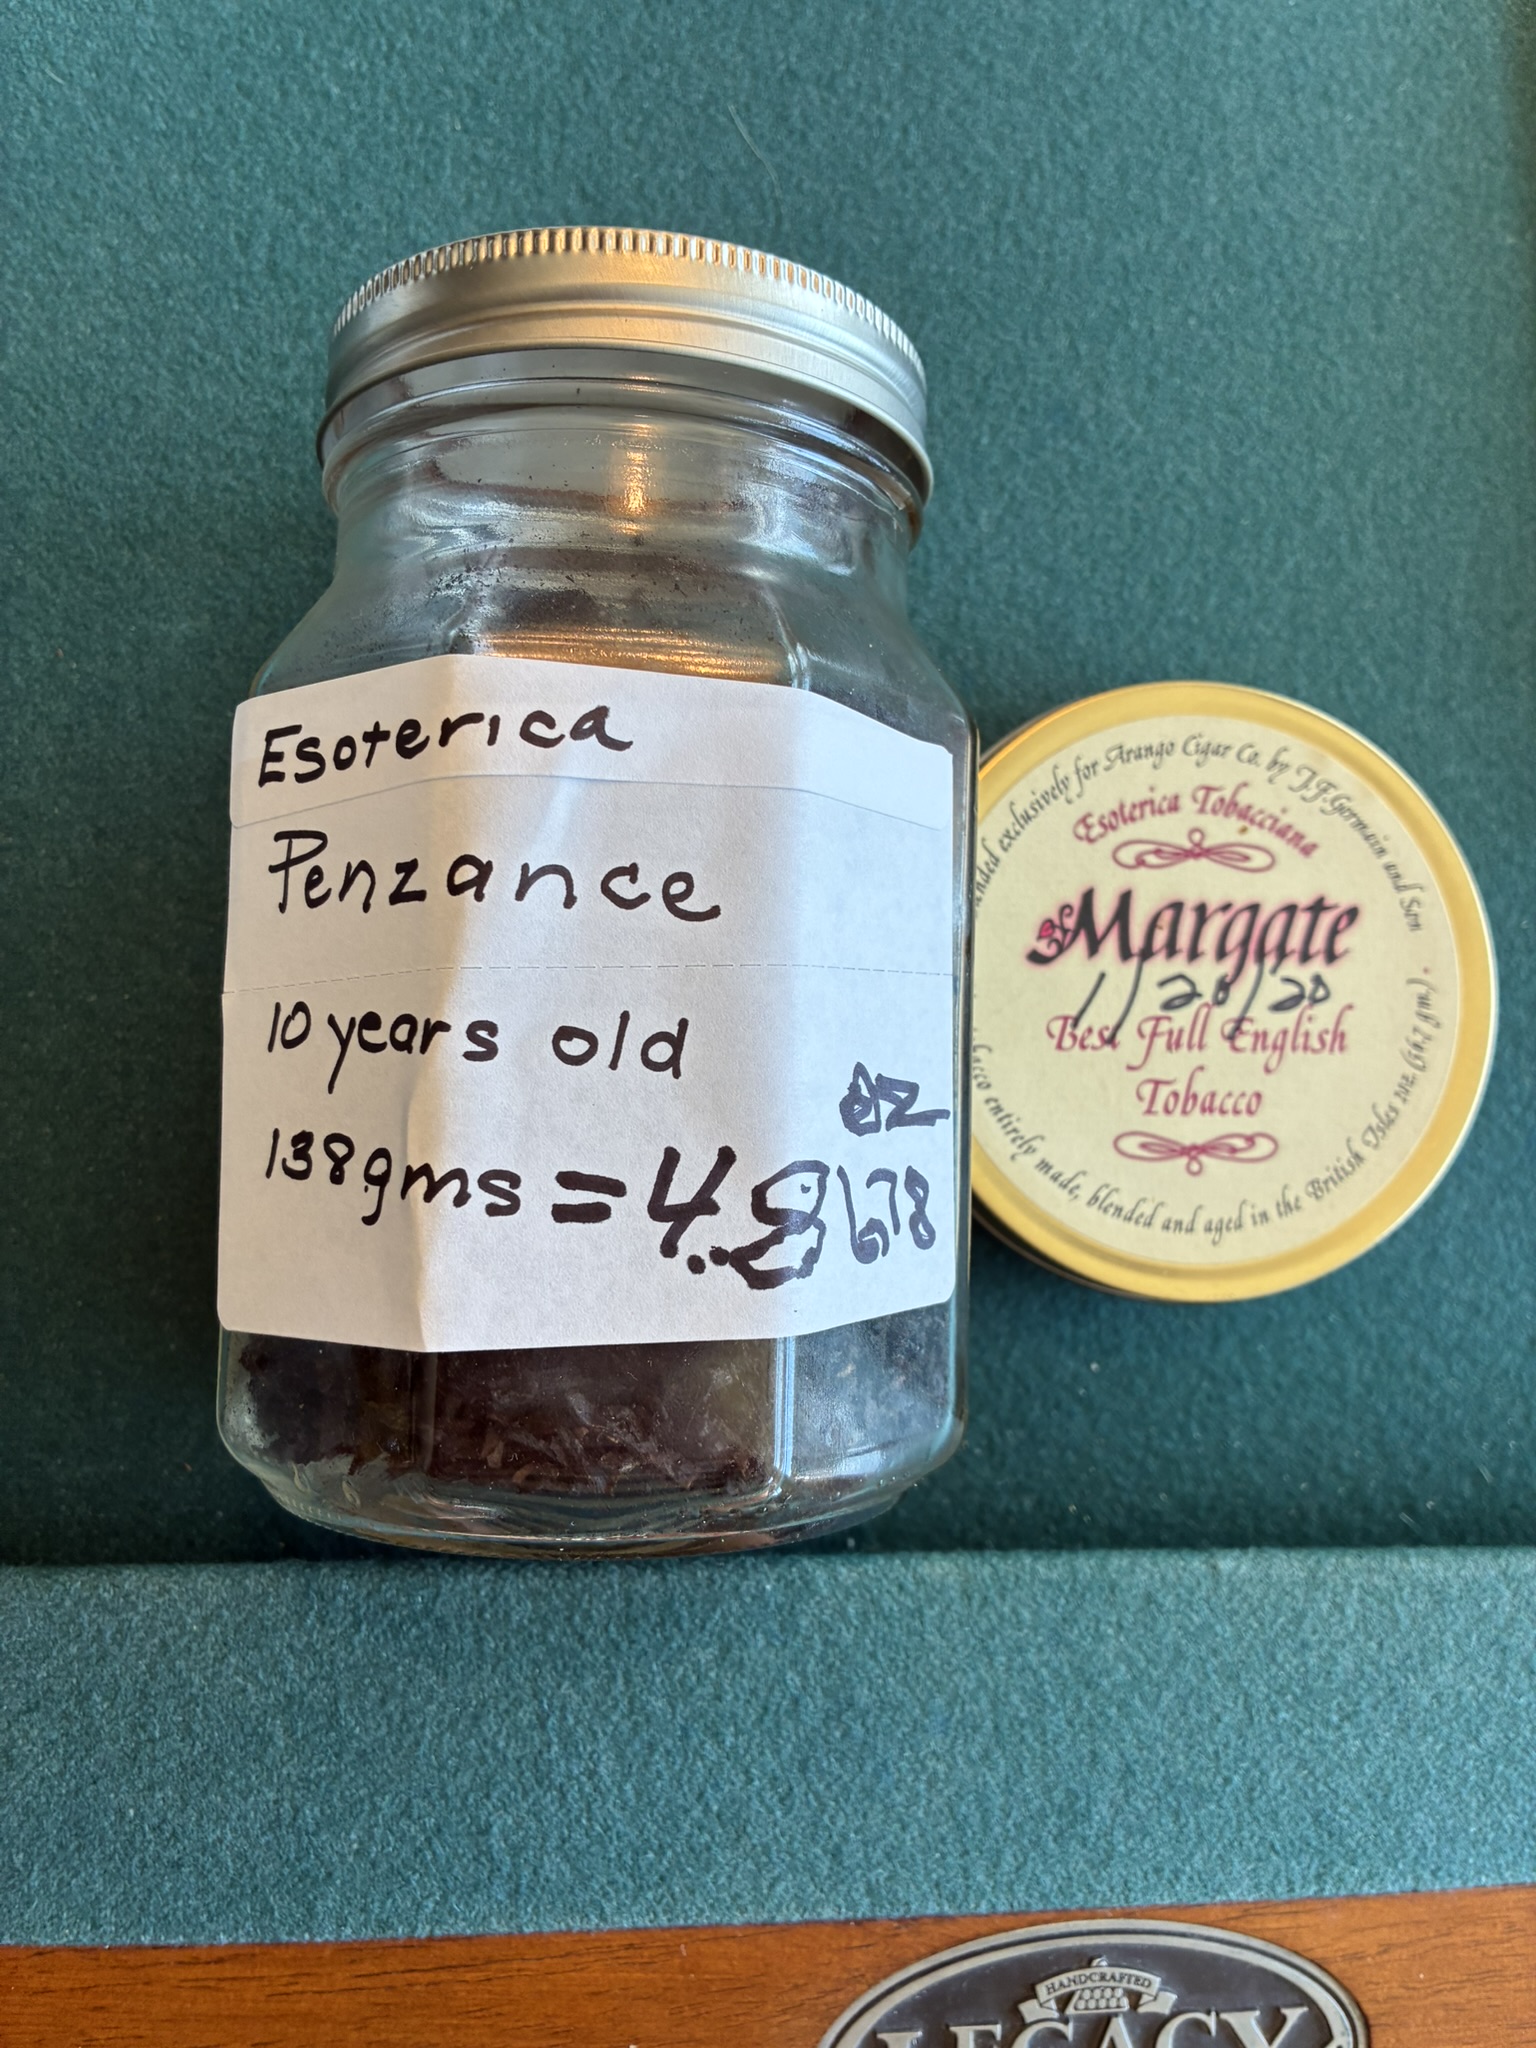 Esoterica
Penzance
10 years old
oz
138gms = 4.8678
exclusively for Arango Cigar Co. by J.F. Germain and Son
Esoterica Tobacciana
Margate
1/20/20
Best Full English
Tobacco
entirely made, blended and aged in the British Isles
HANDCRAFTED
LEGACY